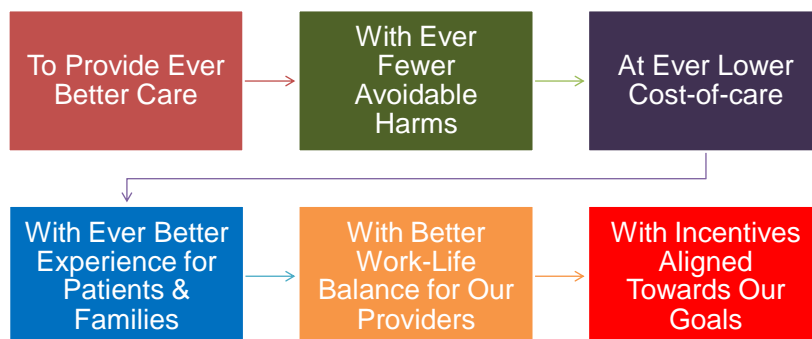 To Provide Ever
Better Care
With Ever
Fewer
Avoidable
Harms
At Ever Lower
Cost-of-care
With Ever Better
Experience for
Patients &
Families
With Better
Work-Life
Balance for Our
Providers
With Incentives
Aligned
Towards Our
Goals